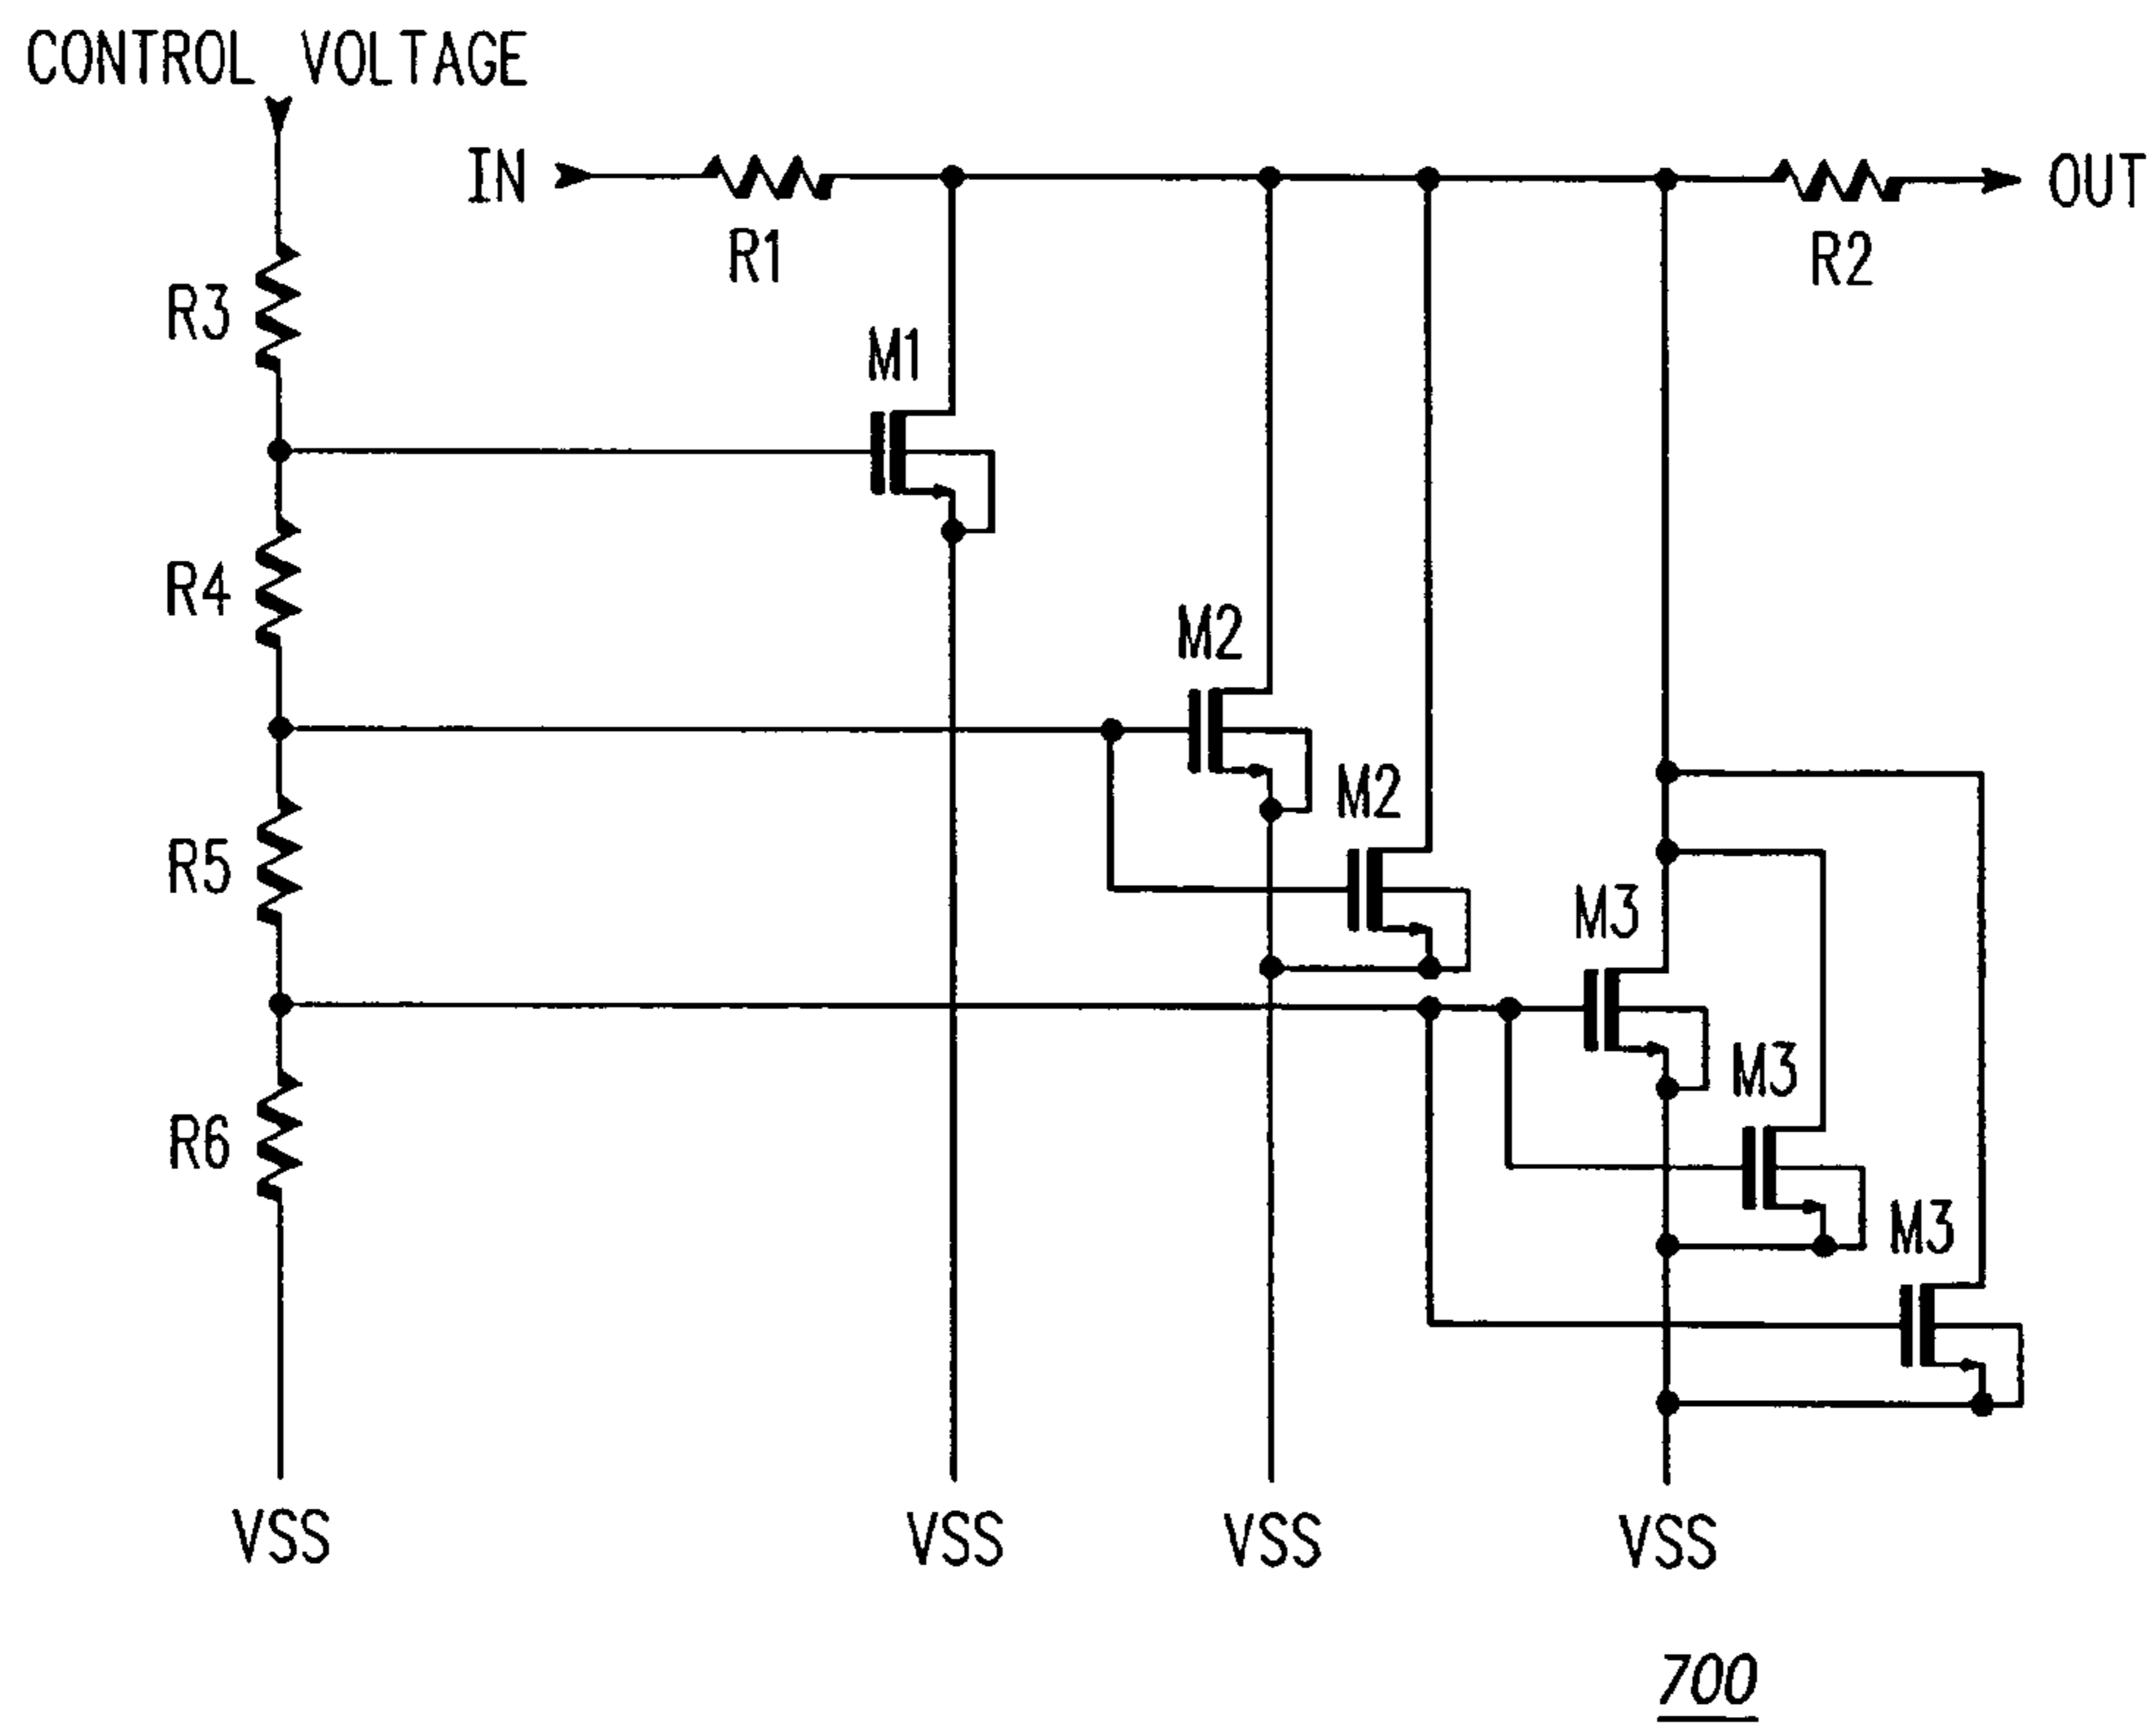 CONTROL VOLTAGE
IN
OUT
R1
R2
R3
M1
R4
M2
M2
R5
M3
M3
R6
M3
VSS
VSS
VSS
VSS
700